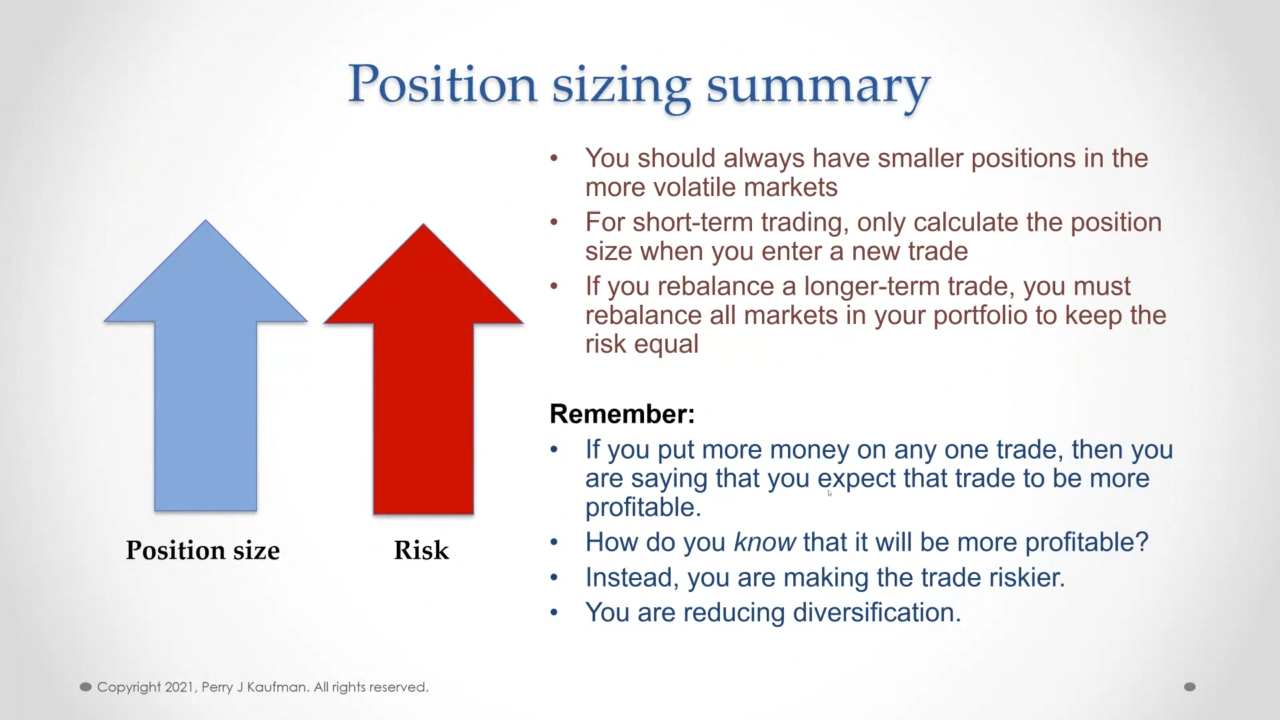 Position sizing summary
• You should always have smaller positions in the
more volatile markets
• For short-term trading, only calculate the position
size when you enter a new trade
• If you rebalance a longer-term trade, you must
rebalance all markets in your portfolio to keep the
risk equal
Remember:
• If you put more money on any one trade, then you
are saying that you expect that trade to be more
profitable.
• How do you know that it will be more profitable?
• Instead, you are making the trade riskier.
• You are reducing diversification.
Position size
Risk
Copyright 2021, Perry J Kaufman. All rights reserved.